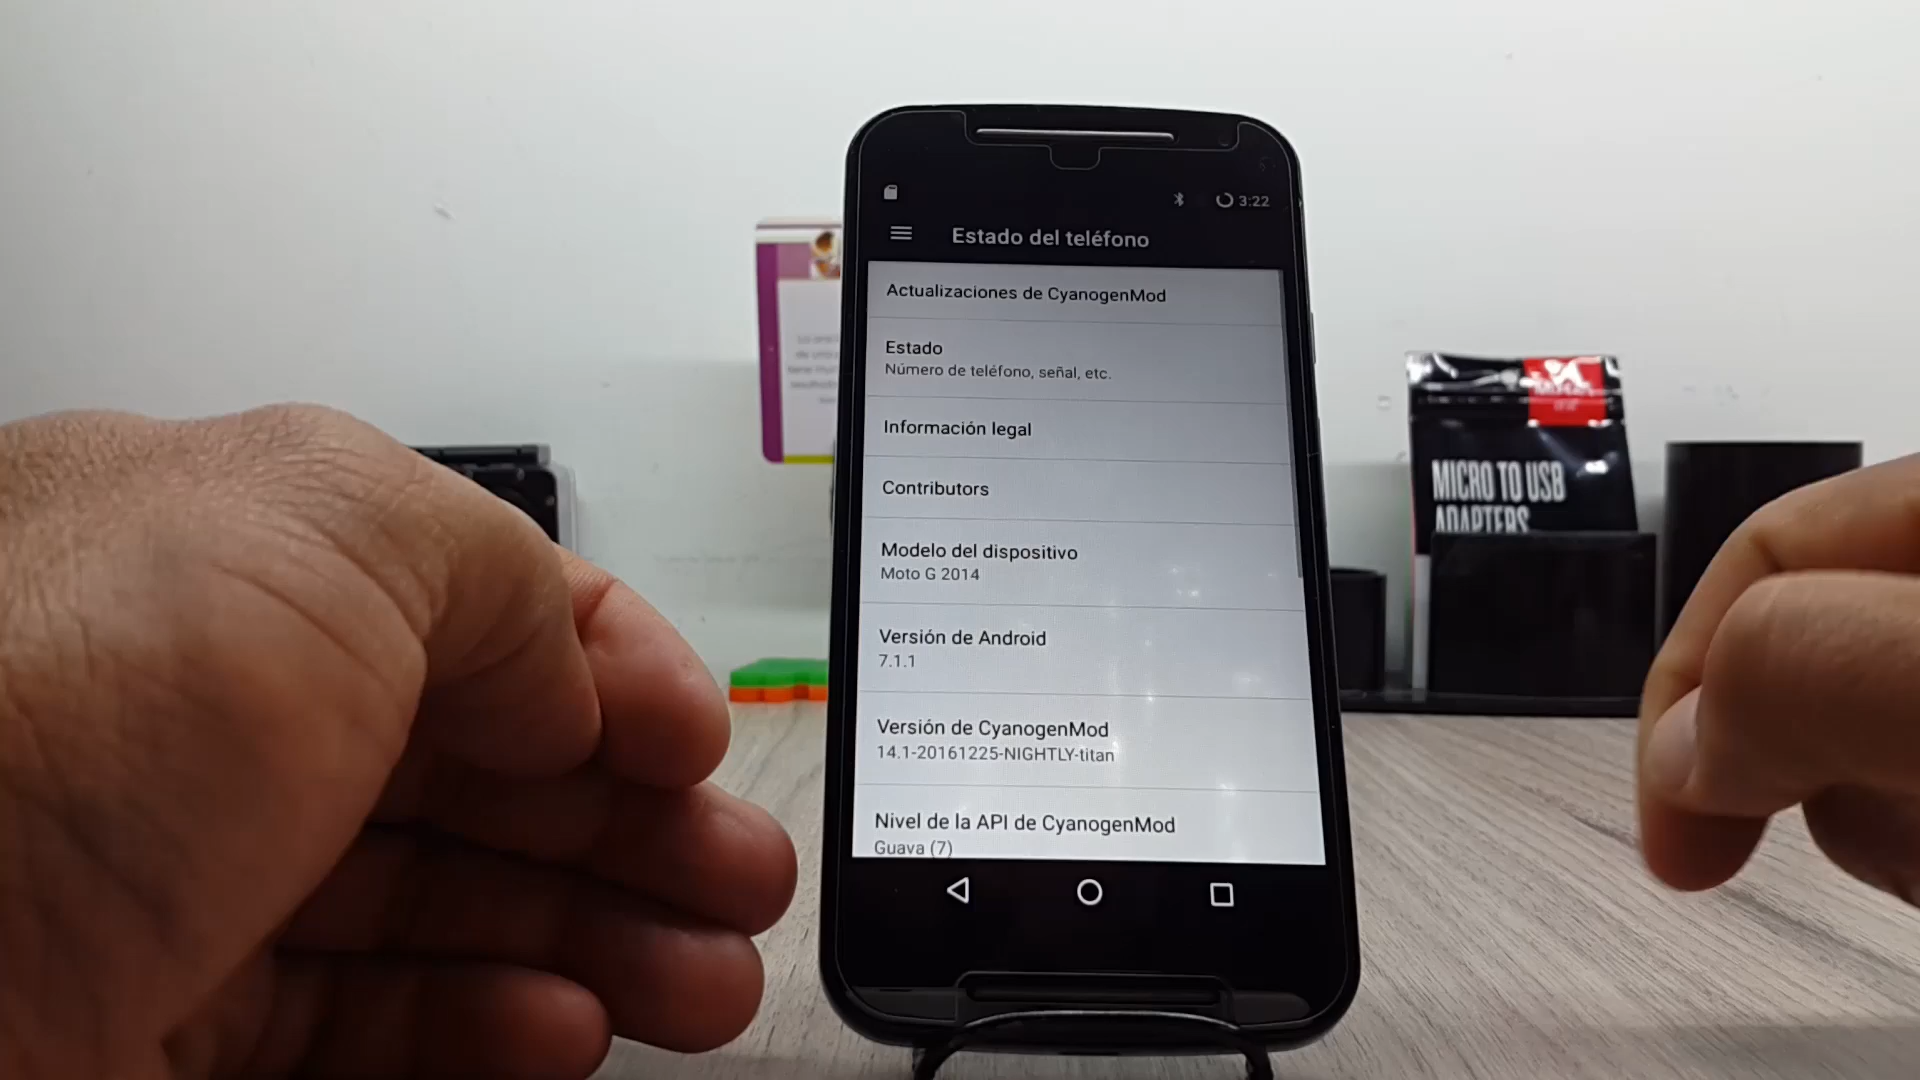 3:22
Estado del teléfono
Actualizaciones de CyanogenMod
Estado
Número de teléfono, señal, etc.
Información legal
Contributors
Modelo del dispositivo
Moto G 2014
Versión de Android
7.1.1
Versión de CyanogenMod
14.1-20161225-NIGHTLY-titan
Nivel de la API de CyanogenMod
Guava (7)
MICRO TO USB
ADAPTERS